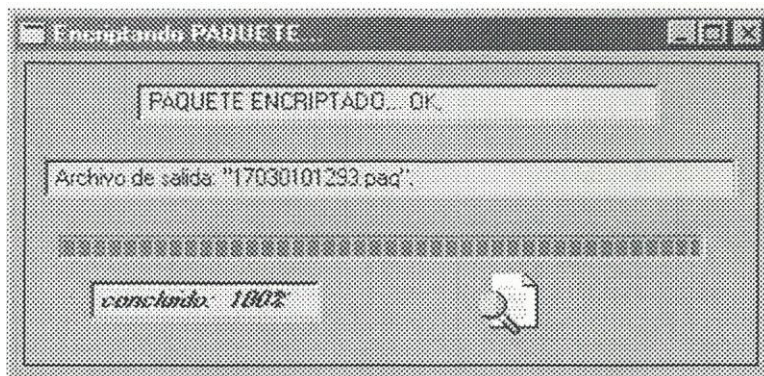 Encriptando PAQUETE...
PAQUETE ENCRIPTADO... OK.
Archivo de salida: "17030101293.paq".
concluido: 100%